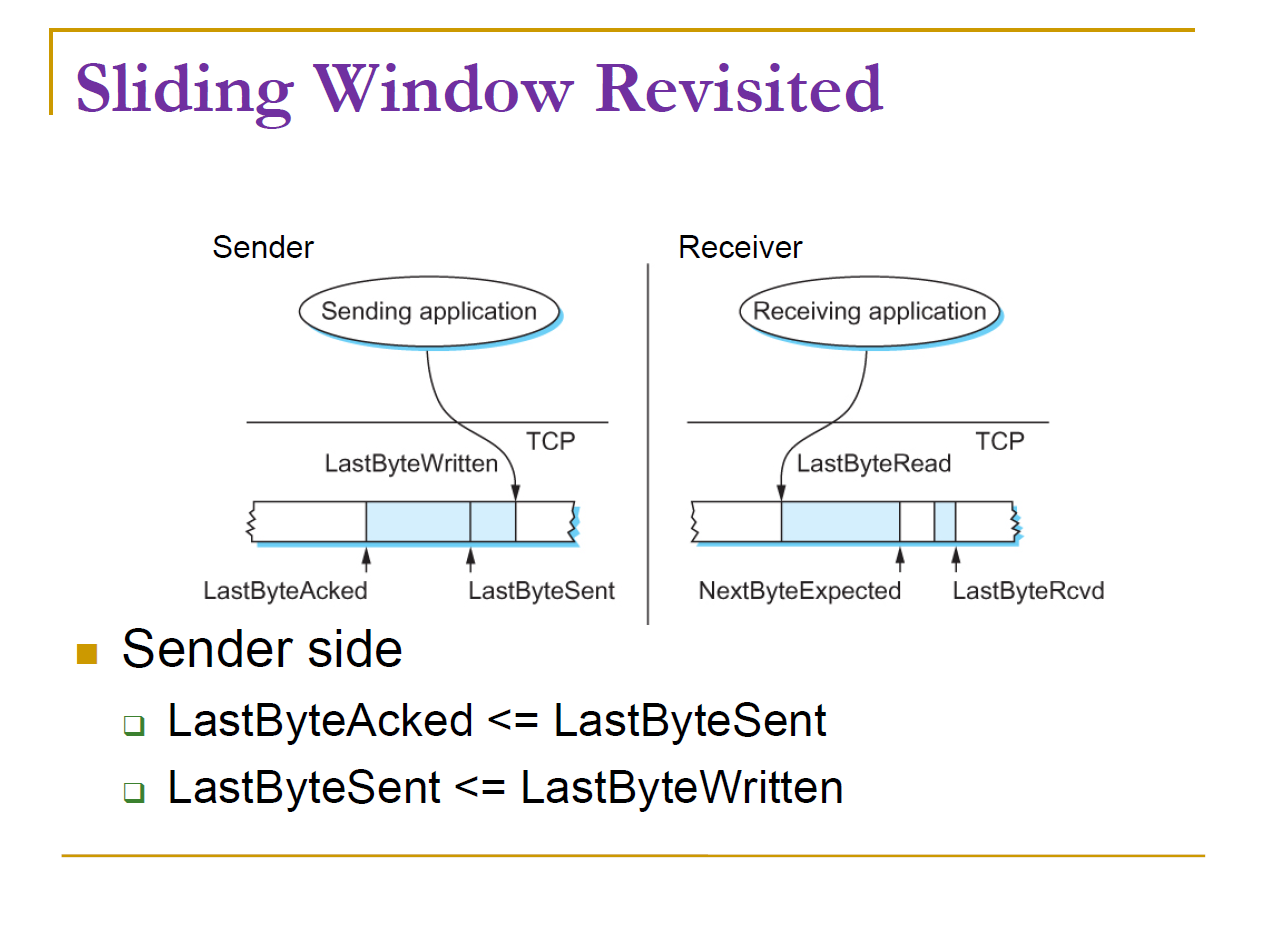 Sliding Window Revisited
Sender
Receiver
Sending application
Receiving application
TCP
TCP
LastByteWritten
LastByteRead
LastByteAcked
LastByteSent
NextByteExpected
LastByteRcvd
Sender side
LastByteAcked <= LastByteSent
LastByteSent <= LastByteWritten